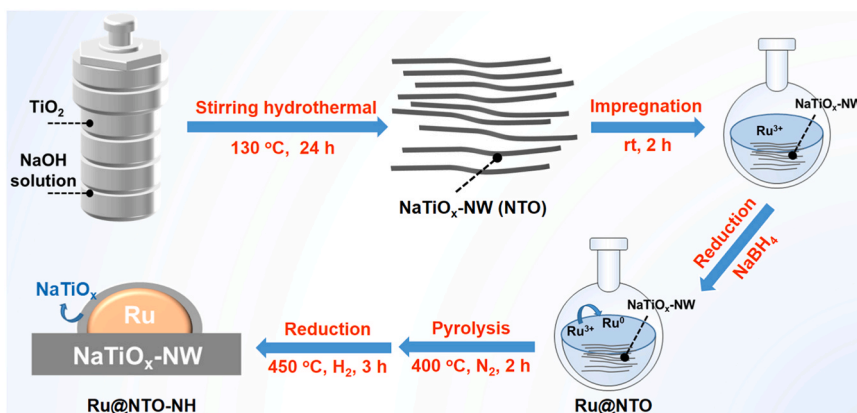 TiO₂
NaOH
solution
Stirring hydrothermal
130 °C, 24 h
NaTiOₓ-NW (NTO)
Impregnation
rt, 2 h
NaTiOₓ-NW
Ru³⁺
Reduction
NaBH₄
NaTiOₓ-NW
Ru³⁺
Ru⁰
Ru@NTO
Pyrolysis
400 °C, N₂, 2 h
Reduction
450 °C, H₂, 3 h
NaTiOₓ
Ru
NaTiOₓ-NW
Ru@NTO-NH